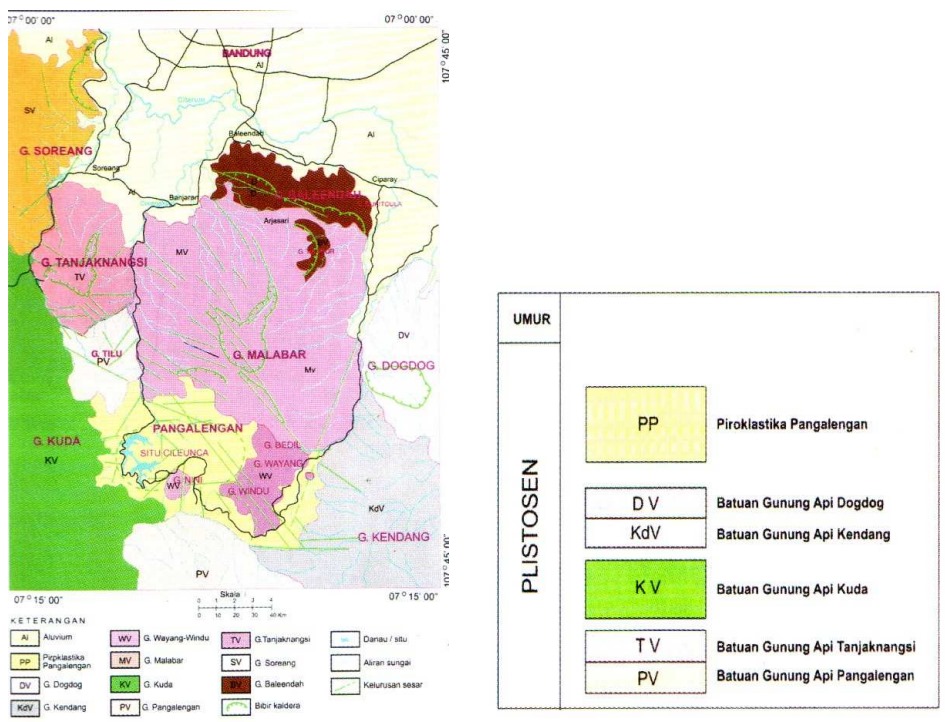 07° 00' 00"
07° 00' 00"
107° 45' 00"
Al
BANDUNG
Al
Citarum
SV
Baleendah
Al
G. SOREANG
Soreang
Ciparay
Al
Banjaran
Arjasari
MV
G. TANJAKNANGSI
TV
DV
G. TILU
PV
G. MALABAR
Mv
G. DOGDOG
PANGALENGAN
G. KUDA
KV
SITU CILEUNCA
G. BEDIL
G. WAYANG
WV
G. NINI
WV
G. WINDU
KdV
G. KENDANG
PV
107° 45' 00"
07° 15' 00"
Skala
07° 15' 00"
0 1 2 3 4
0 10 20 30 40 Km
KETERANGAN
Al Aluvium
WV G. Wayang-Windu
TV G.Tanjaknangsi
Danau / situ
PP Pirpklastika Pangalengan
MV G. Malabar
SV G. Soreang
Aliran sungai
DV G. Dogdog
KV G. Kuda
BV G. Baleendah
Kelurusan sesar
KdV G. Kendang
PV G. Pangalengan
Bibir kaldera
UMUR
PLISTOSEN
PP Piroklastika Pangalengan
D V Batuan Gunung Api Dogdog
KdV Batuan Gunung Api Kendang
K V Batuan Gunung Api Kuda
T V Batuan Gunung Api Tanjaknangsi
PV Batuan Gunung Api Pangalengan